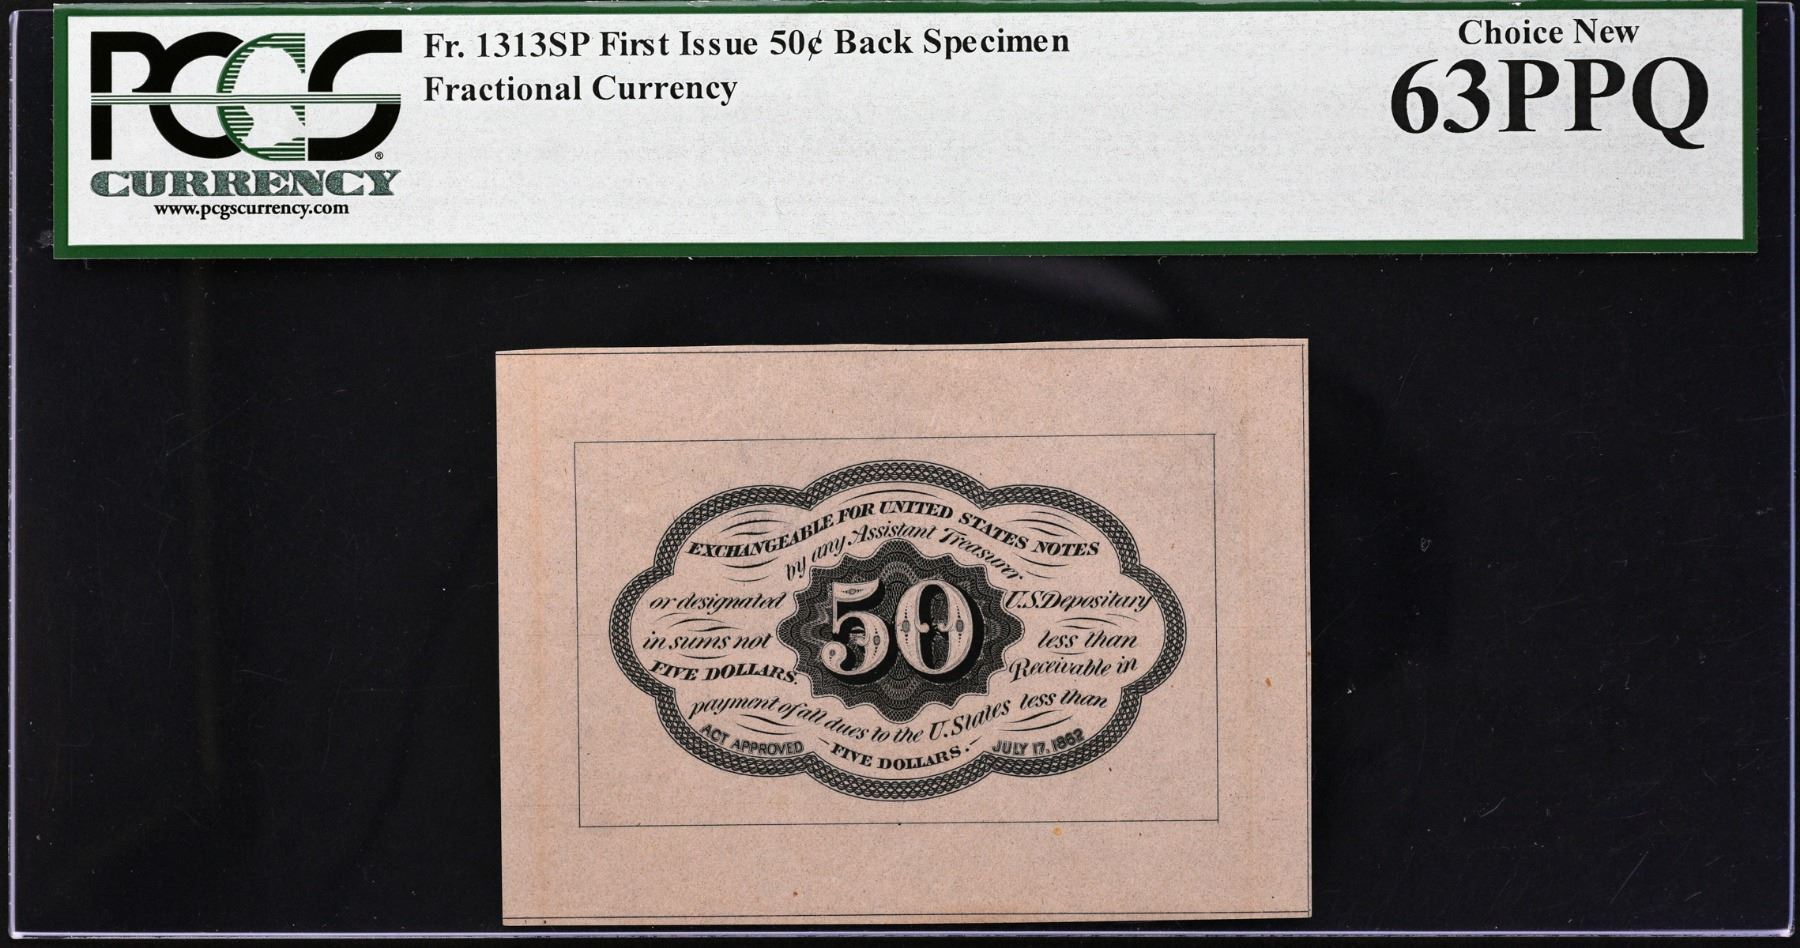 PCGS®
CURRENCY
www.pcgscurrency.com
Fr. 1313SP First Issue 50¢ Back Specimen
Fractional Currency
Choice New
63PPQ
EXCHANGEABLE FOR UNITED STATES NOTES
by any Assistant Treasurer
or designated U.S. Depositary
in sums not less than
FIVE DOLLARS. Receivable in
payment of all dues to the U. States less than
FIVE DOLLARS.
ACT APPROVED JULY 17, 1862
50